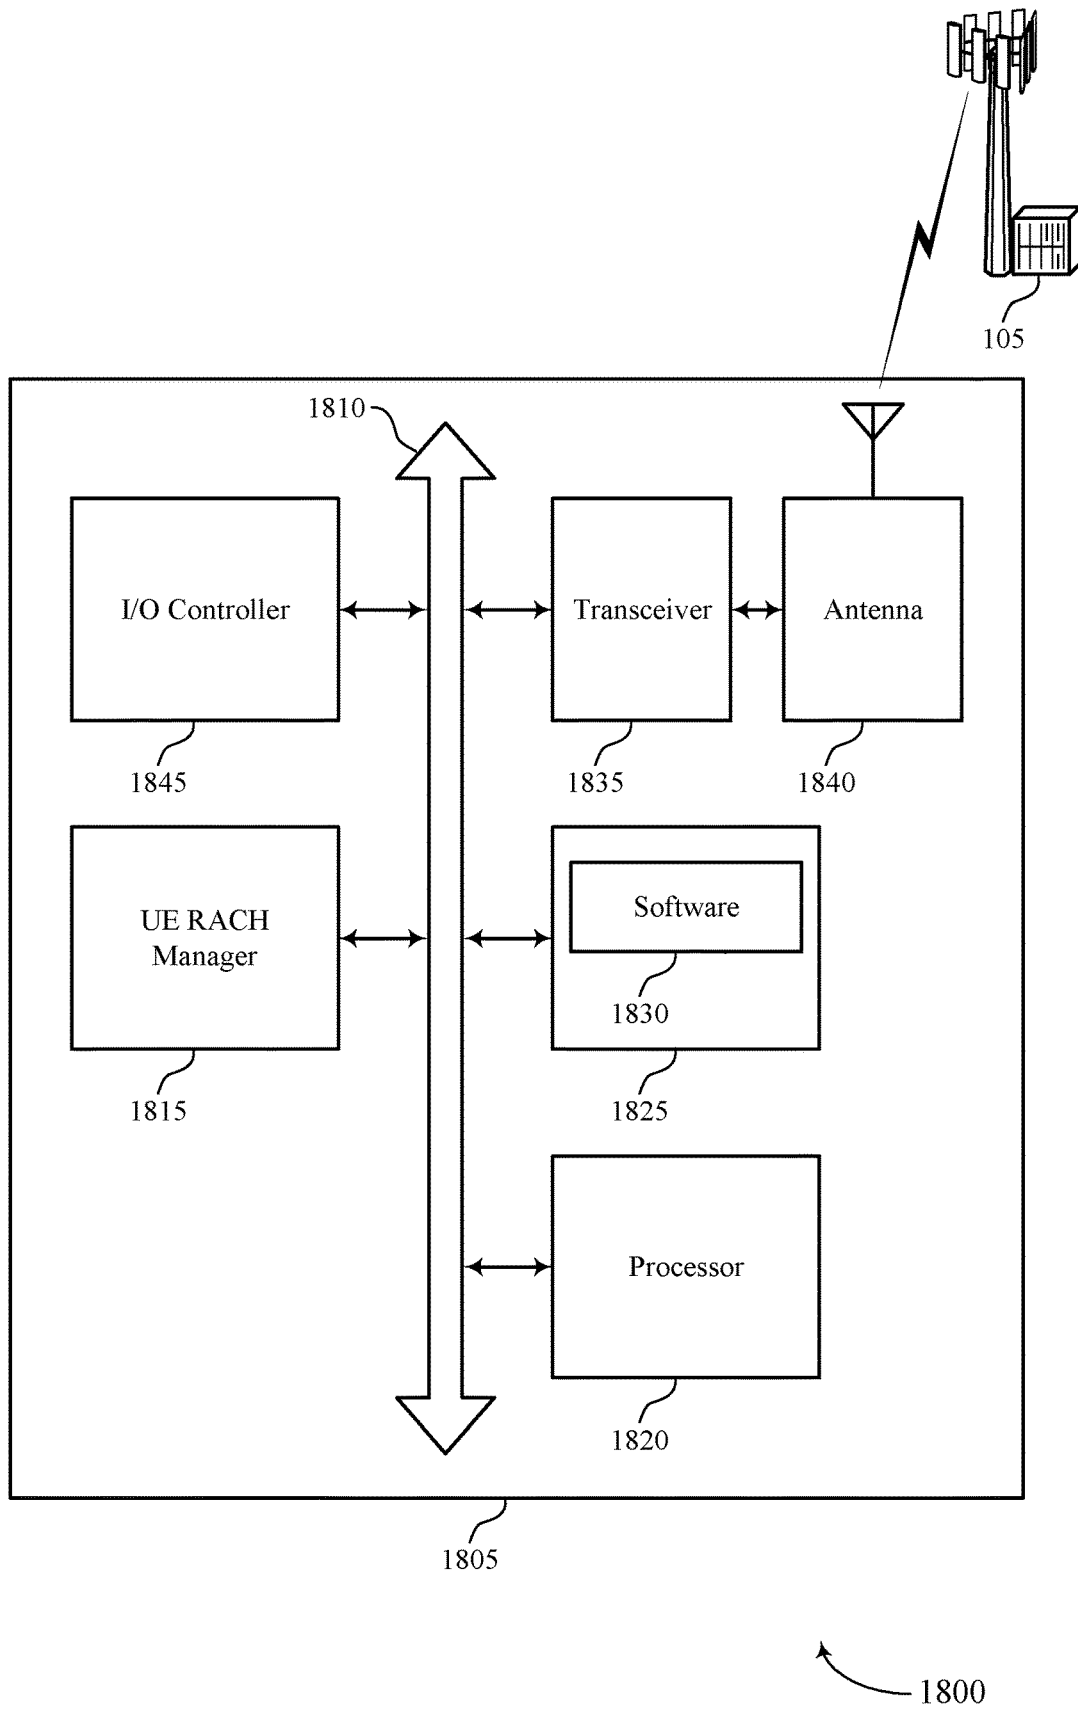 105
1810
I/O Controller
Transceiver
Antenna
1845
1835
1840
UE RACH
Manager
Software
1830
1815
1825
Processor
1820
1805
1800